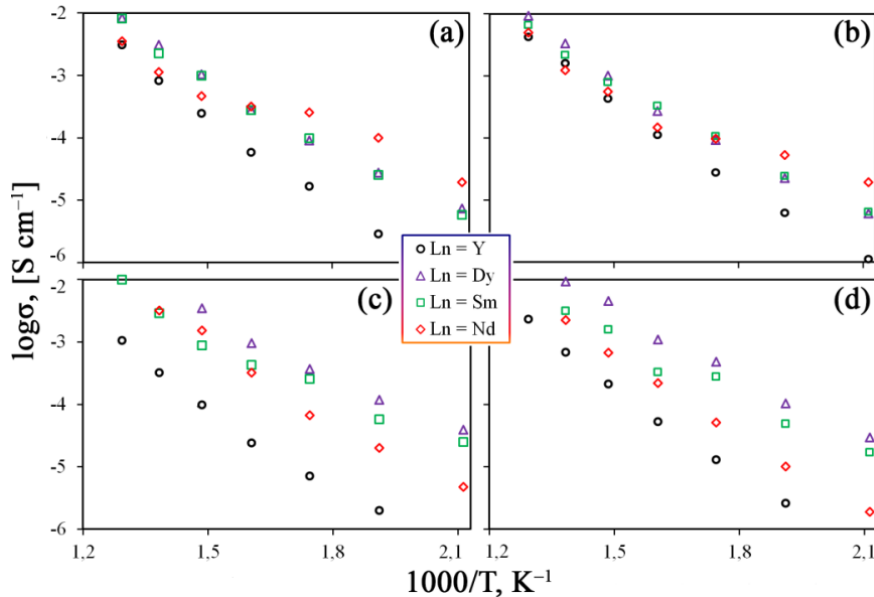 -2
-3
-4
-5
-6
(a)
(b)
logσ, [S cm⁻¹]
Ln = Y
Ln = Dy
Ln = Sm
Ln = Nd
-2
-3
-4
-5
-6
(c)
(d)
1,2 1,5 1,8 2,1
1,2 1,5 1,8 2,1
1000/T, K⁻¹